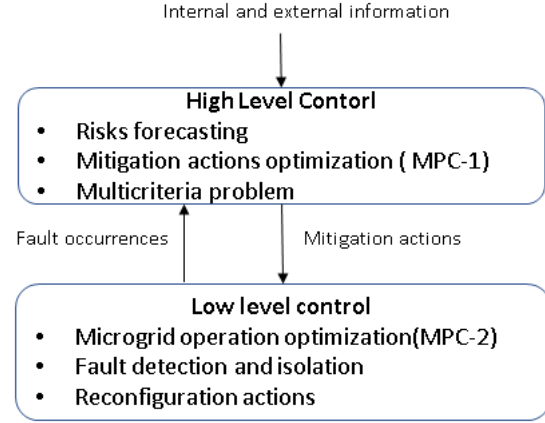 Internal and external information
High Level Contorl
• Risks forecasting
• Mitigation actions optimization ( MPC-1)
• Multicriteria problem
Fault occurrences
Mitigation actions
Low level control
• Microgrid operation optimization(MPC-2)
• Fault detection and isolation
• Reconfiguration actions